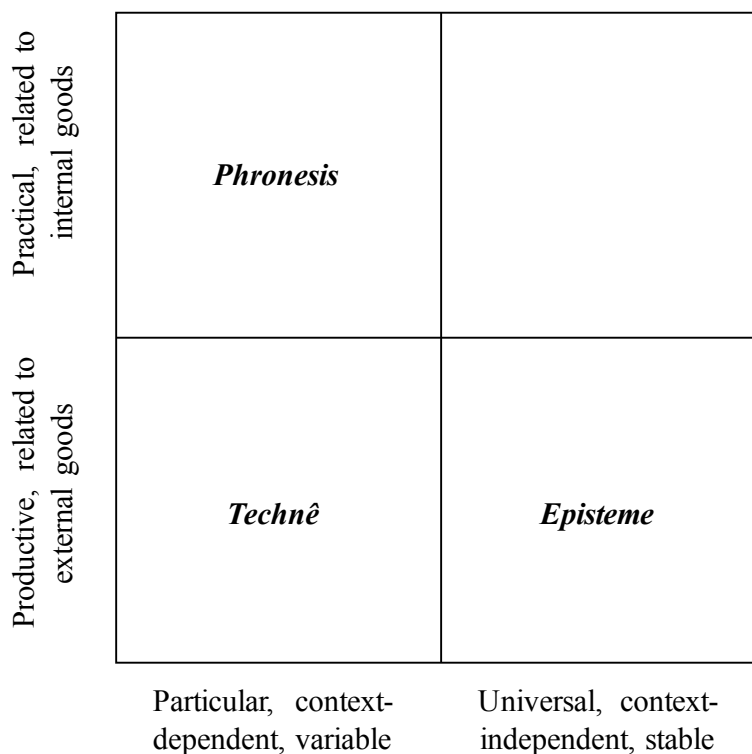 Practical, related to
internal goods
Phronesis
Productive, related to
external goods
Technê
Episteme
Particular, context-
dependent, variable
Universal, context-
independent, stable